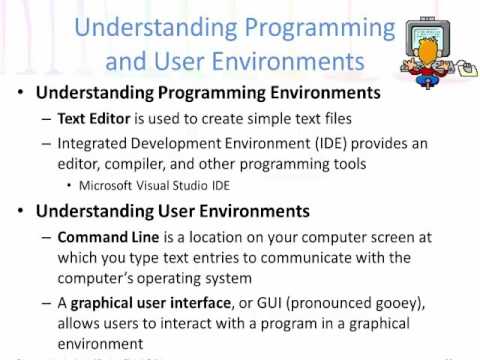 Understanding Programming
and User Environments
• Understanding Programming Environments
– Text Editor is used to create simple text files
– Integrated Development Environment (IDE) provides an
editor, compiler, and other programming tools
• Microsoft Visual Studio IDE
• Understanding User Environments
– Command Line is a location on your computer screen at
which you type text entries to communicate with the
computer's operating system
– A graphical user interface, or GUI (pronounced gooey),
allows users to interact with a program in a graphical
environment